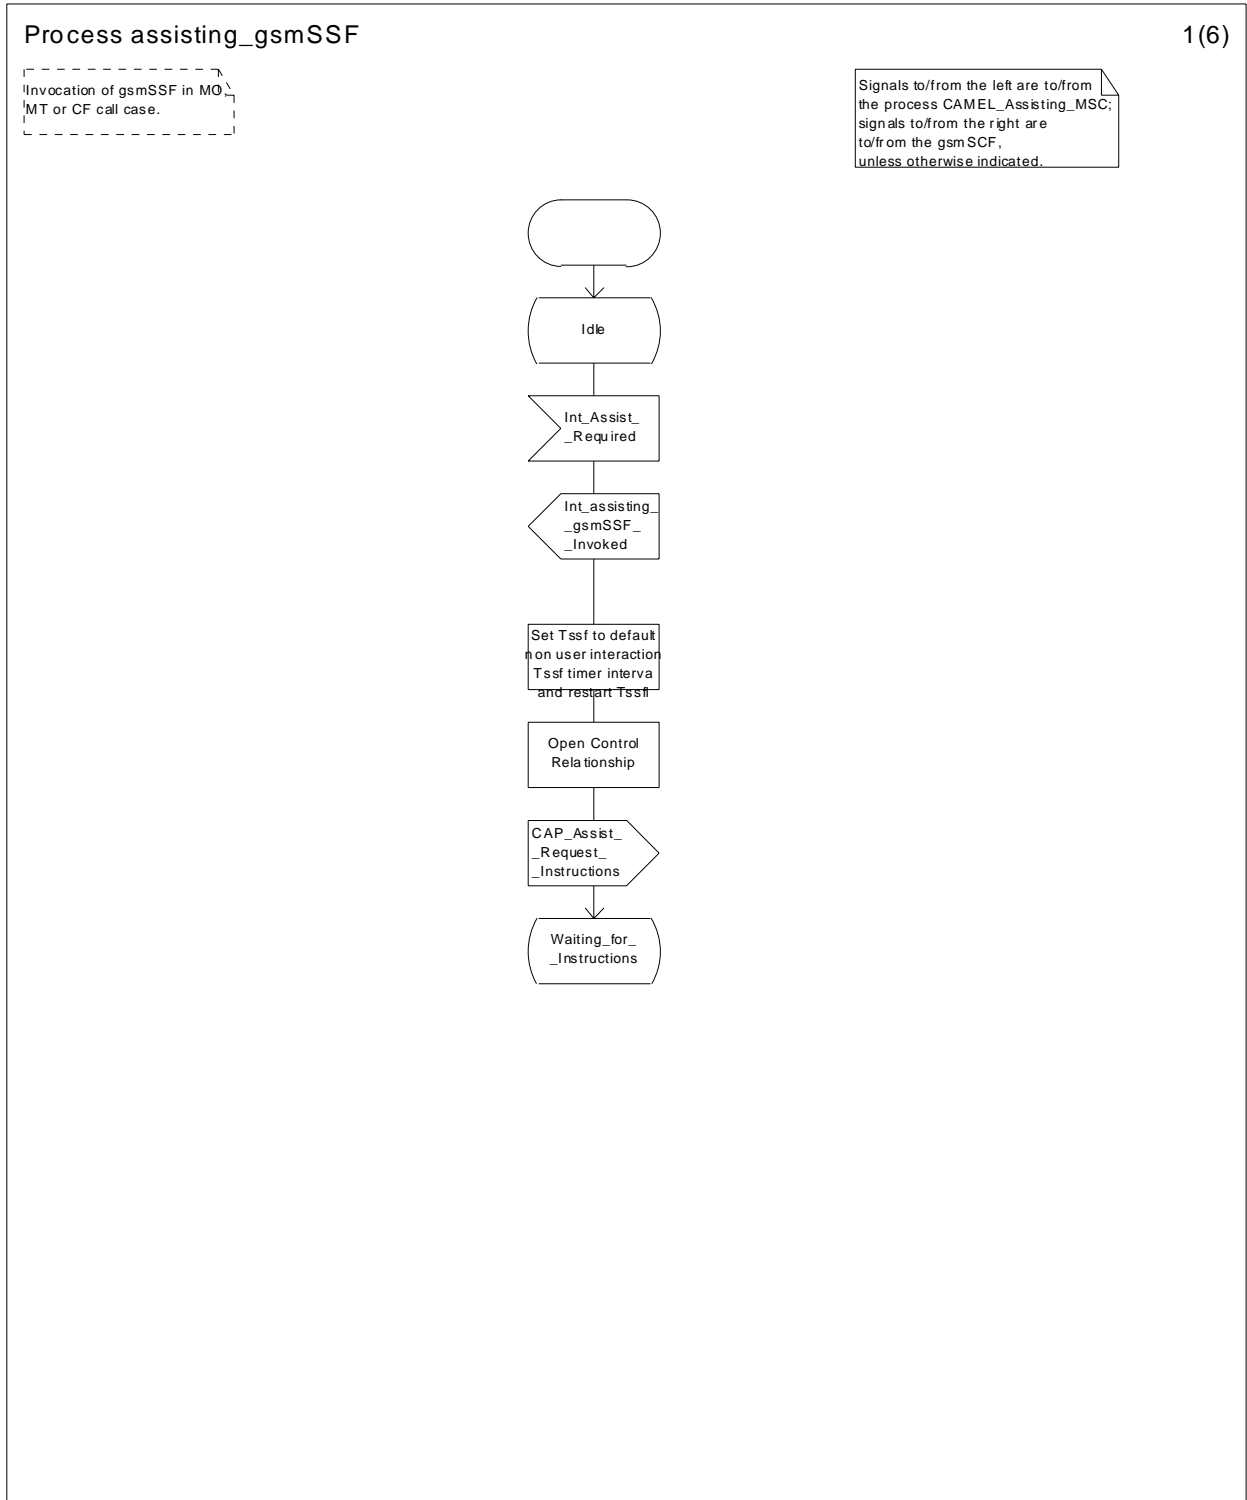 Process assisting_gsmSSF
1(6)
Invocation of gsmSSF in MO,
MT or CF call case.
Signals to/from the left are to/from
the process CAMEL_Assisting_MSC;
signals to/from the right are
to/from the gsmSCF,
unless otherwise indicated.
Idle
Int_Assist_
_Required
Int_assisting_
_gsmSSF_
_Invoked
Set Tssf to default
non user interaction
Tssf timer interva
and restart Tssfl
Open Control
Relationship
CAP_Assist_
_Request_
_Instructions
Waiting_for_
_Instructions